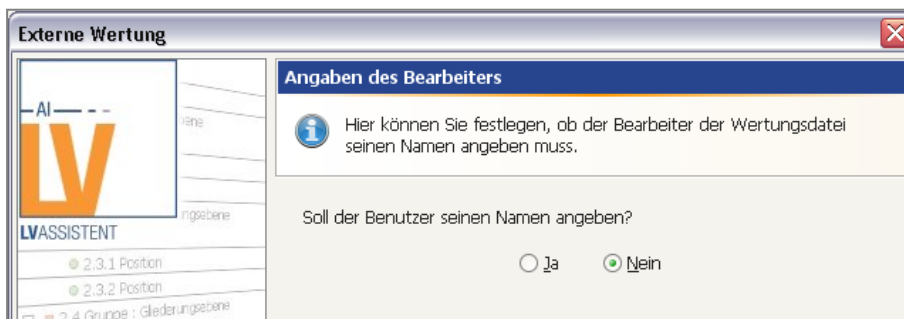 Externe Wertung
Angaben des Bearbeiters
Hier können Sie festlegen, ob der Bearbeiter der Wertungsdatei
seinen Namen angeben muss.
Soll der Benutzer seinen Namen angeben?
Ja
Nein
AI
LV
LVASSISTENT
ene
ngsebene
2.3.1 Position
2.3.2 Position
2.4 Gruppe : Gliederungsebene